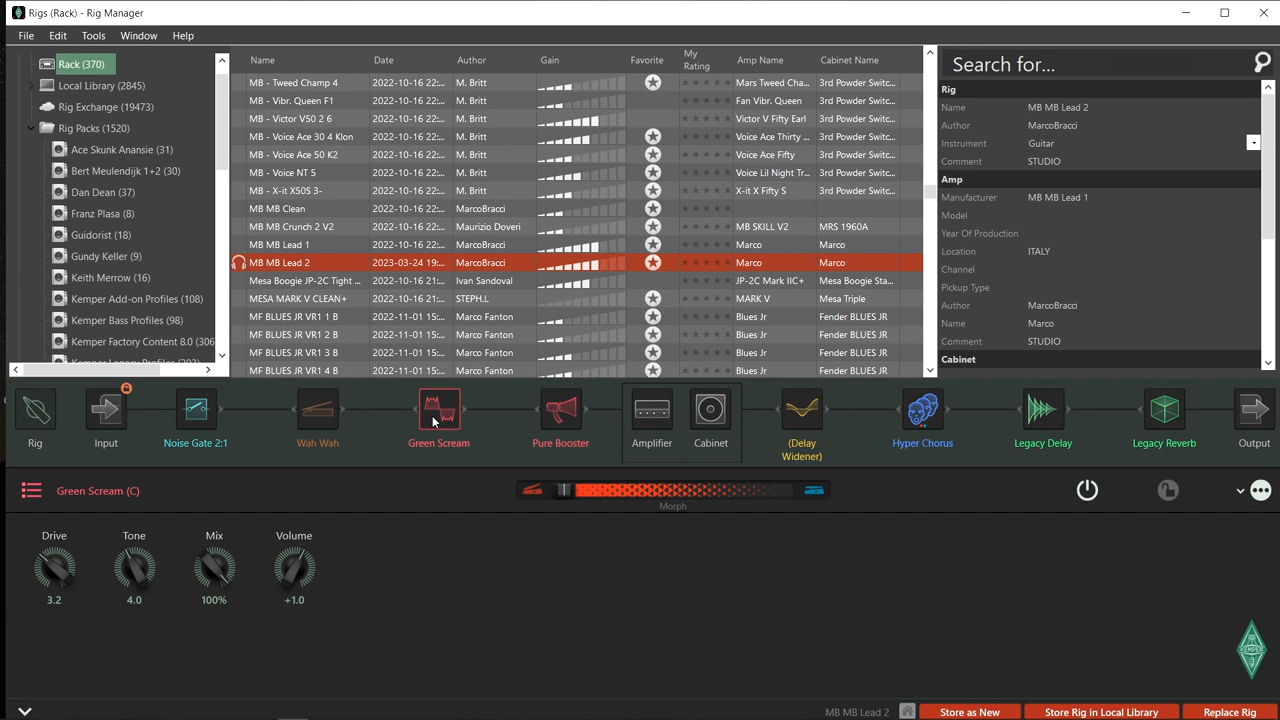 Rigs (Rack) - Rig Manager
File Edit Tools Window Help
Rack (370)
Local Library (2845)
Rig Exchange (19473)
Rig Packs (1520)
Ace Skunk Anansie (31)
Bert Meulendijk 1+2 (30)
Dan Dean (37)
Franz Plasa (8)
Guidorist (18)
Gundy Keller (9)
Keith Merrow (16)
Kemper Add-on Profiles (108)
Kemper Bass Profiles (98)
Kemper Factory Content 8.0 (306
Name Date Author Gain Favorite My Rating Amp Name Cabinet Name
MB - Tweed Champ 4 2022-10-16 22:... M. Britt Mars Tweed Cha... 3rd Powder Switc...
MB - Vibr. Queen F1 2022-10-16 22:... M. Britt Fan Vibr. Queen 3rd Powder Switc...
MB - Victor V50 2 6 2022-10-16 22:... M. Britt Victor V Fifty Earl 3rd Powder Switc...
MB - Voice Ace 30 4 Klon 2022-10-16 22:... M. Britt Voice Ace Thirty ... 3rd Powder Switc...
MB - Voice Ace 50 K2 2022-10-16 22:... M. Britt Voice Ace Fifty 3rd Powder Switc...
MB - Voice NT 5 2022-10-16 22:... M. Britt Voice Lil Night Tr... 3rd Powder Switc...
MB - X-it X50S 3- 2022-10-16 22:... M. Britt X-it X Fifty S 3rd Powder Switc...
MB MB Clean 2022-10-16 22:... MarcoBracci
MB MB Crunch 2 V2 2022-10-16 22:... Maurizio Doveri MB SKILL V2 MRS 1960A
MB MB Lead 1 2022-10-16 22:... MarcoBracci Marco Marco
MB MB Lead 2 2023-03-24 19:... MarcoBracci Marco Marco
Mesa Boogie JP-2C Tight ... 2022-10-16 22:... Ivan Sandoval JP-2C Mark IIC+ Mesa Boogie Sta...
MESA MARK V CLEAN+ 2022-10-16 21:... STEPH.L MARK V Mesa Triple
MF BLUES JR VR1 1 B 2022-11-01 15:... Marco Fanton Blues Jr Fender BLUES JR
MF BLUES JR VR1 2 B 2022-11-01 15:... Marco Fanton Blues Jr Fender BLUES JR
MF BLUES JR VR1 3 B 2022-11-01 15:... Marco Fanton Blues Jr Fender BLUES JR
MF BLUES JR VR1 4 B 2022-11-01 15:... Marco Fanton Blues Jr Fender BLUES JR
Search for...
Rig
Name MB MB Lead 2
Author MarcoBracci
Instrument Guitar
Comment STUDIO
Amp
Manufacturer MB MB Lead 1
Model
Year Of Production
Location ITALY
Channel
Pickup Type
Author MarcoBracci
Name Marco
Comment STUDIO
Cabinet
Rig Input Noise Gate 2:1 Wah Wah Green Scream Pure Booster Amplifier Cabinet (Delay Widener) Hyper Chorus Legacy Delay Legacy Reverb Output
Green Scream (C)
Morph
Drive Tone Mix Volume
3.2 4.0 100% +1.0
KEMPER
MB MB Lead 2 Store as New Store Rig in Local Library Replace Rig